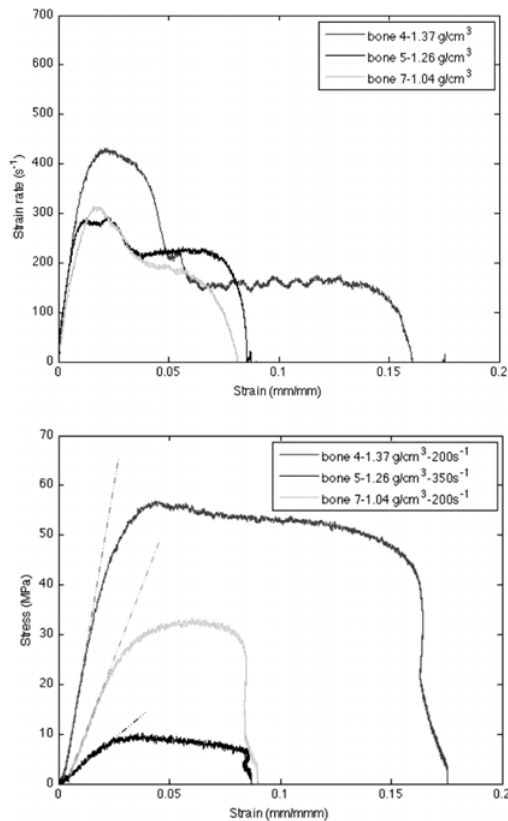 700
600
500
400
300
200
100
0
Strain rate (s⁻¹)
bone 4-1.37 g/cm³
bone 5-1.26 g/cm³
bone 7-1.04 g/cm³
0 0.05 0.1 0.15 0.2
Strain (mm/mm)
70
60
50
40
30
20
10
0
Stress (MPa)
bone 4-1.37 g/cm³-200s⁻¹
bone 5-1.26 g/cm³-350s⁻¹
bone 7-1.04 g/cm³-200s⁻¹
0 0.05 0.1 0.15 0.2
Strain (mm/mmm)